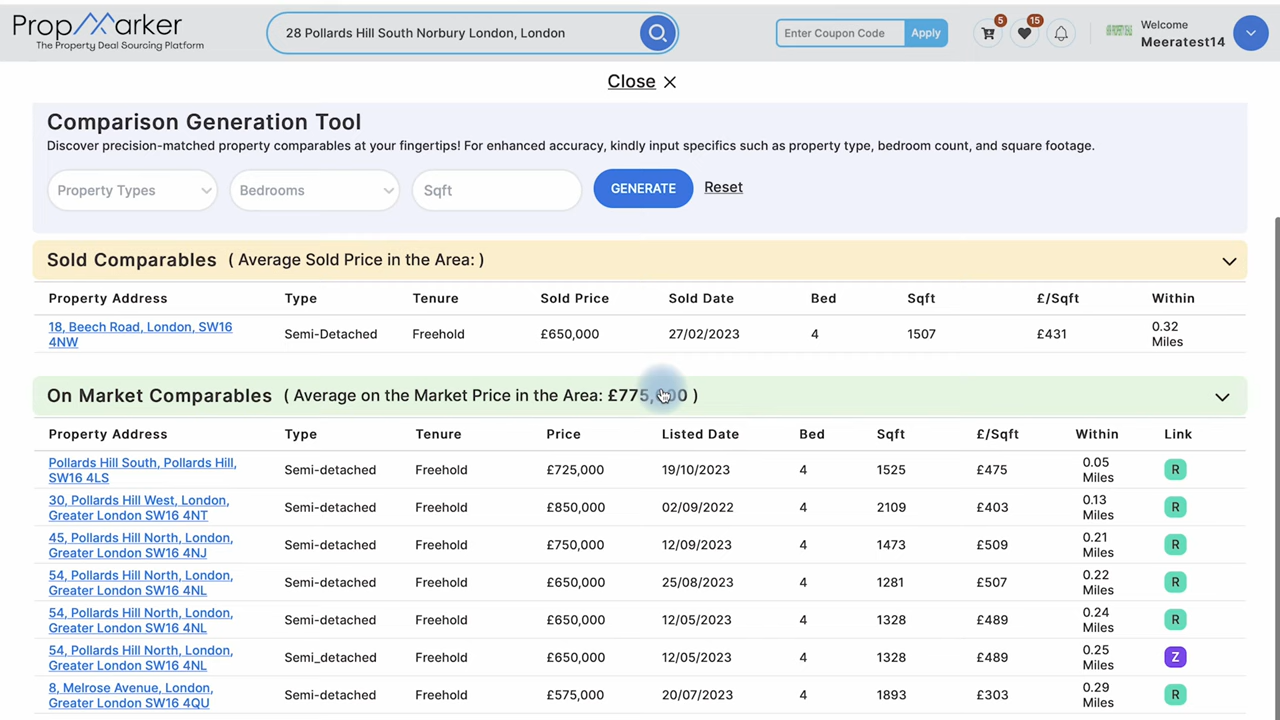 PropMarker
The Property Deal Sourcing Platform
28 Pollards Hill South Norbury London, London
Enter Coupon Code
Apply
5
15
Welcome
Meeratest14
Close
Comparison Generation Tool
Discover precision-matched property comparables at your fingertips! For enhanced accuracy, kindly input specifics such as property type, bedroom count, and square footage.
Property Types
Bedrooms
Sqft
GENERATE
Reset
Sold Comparables ( Average Sold Price in the Area: )
Property Address Type Tenure Sold Price Sold Date Bed Sqft £/Sqft Within
18, Beech Road, London, SW16 4NW Semi-Detached Freehold £650,000 27/02/2023 4 1507 £431 0.32 Miles
On Market Comparables ( Average on the Market Price in the Area: )
Property Address Type Tenure Price Listed Date Bed Sqft £/Sqft Within Link
Pollards Hill South, Pollards Hill, SW16 4LS Semi-detached Freehold £725,000 19/10/2023 4 1525 £475 0.05 Miles R
30, Pollards Hill West, London, Greater London SW16 4NT Semi-detached Freehold £850,000 02/09/2022 4 2109 £403 0.13 Miles R
45, Pollards Hill North, London, Greater London SW16 4NJ Semi-detached Freehold £750,000 12/09/2023 4 1473 £509 0.21 Miles R
54, Pollards Hill North, London, Greater London SW16 4NL Semi-detached Freehold £650,000 25/08/2023 4 1281 £507 0.22 Miles R
54, Pollards Hill North, London, Greater London SW16 4NL Semi-detached Freehold £650,000 12/05/2023 4 1328 £489 0.24 Miles R
54, Pollards Hill North, London, Greater London SW16 4NL Semi_detached Freehold £650,000 12/05/2023 4 1328 £489 0.25 Miles Z
8, Melrose Avenue, London, Greater London SW16 4QU Semi-detached Freehold £575,000 20/07/2023 4 1893 £303 0.29 Miles R